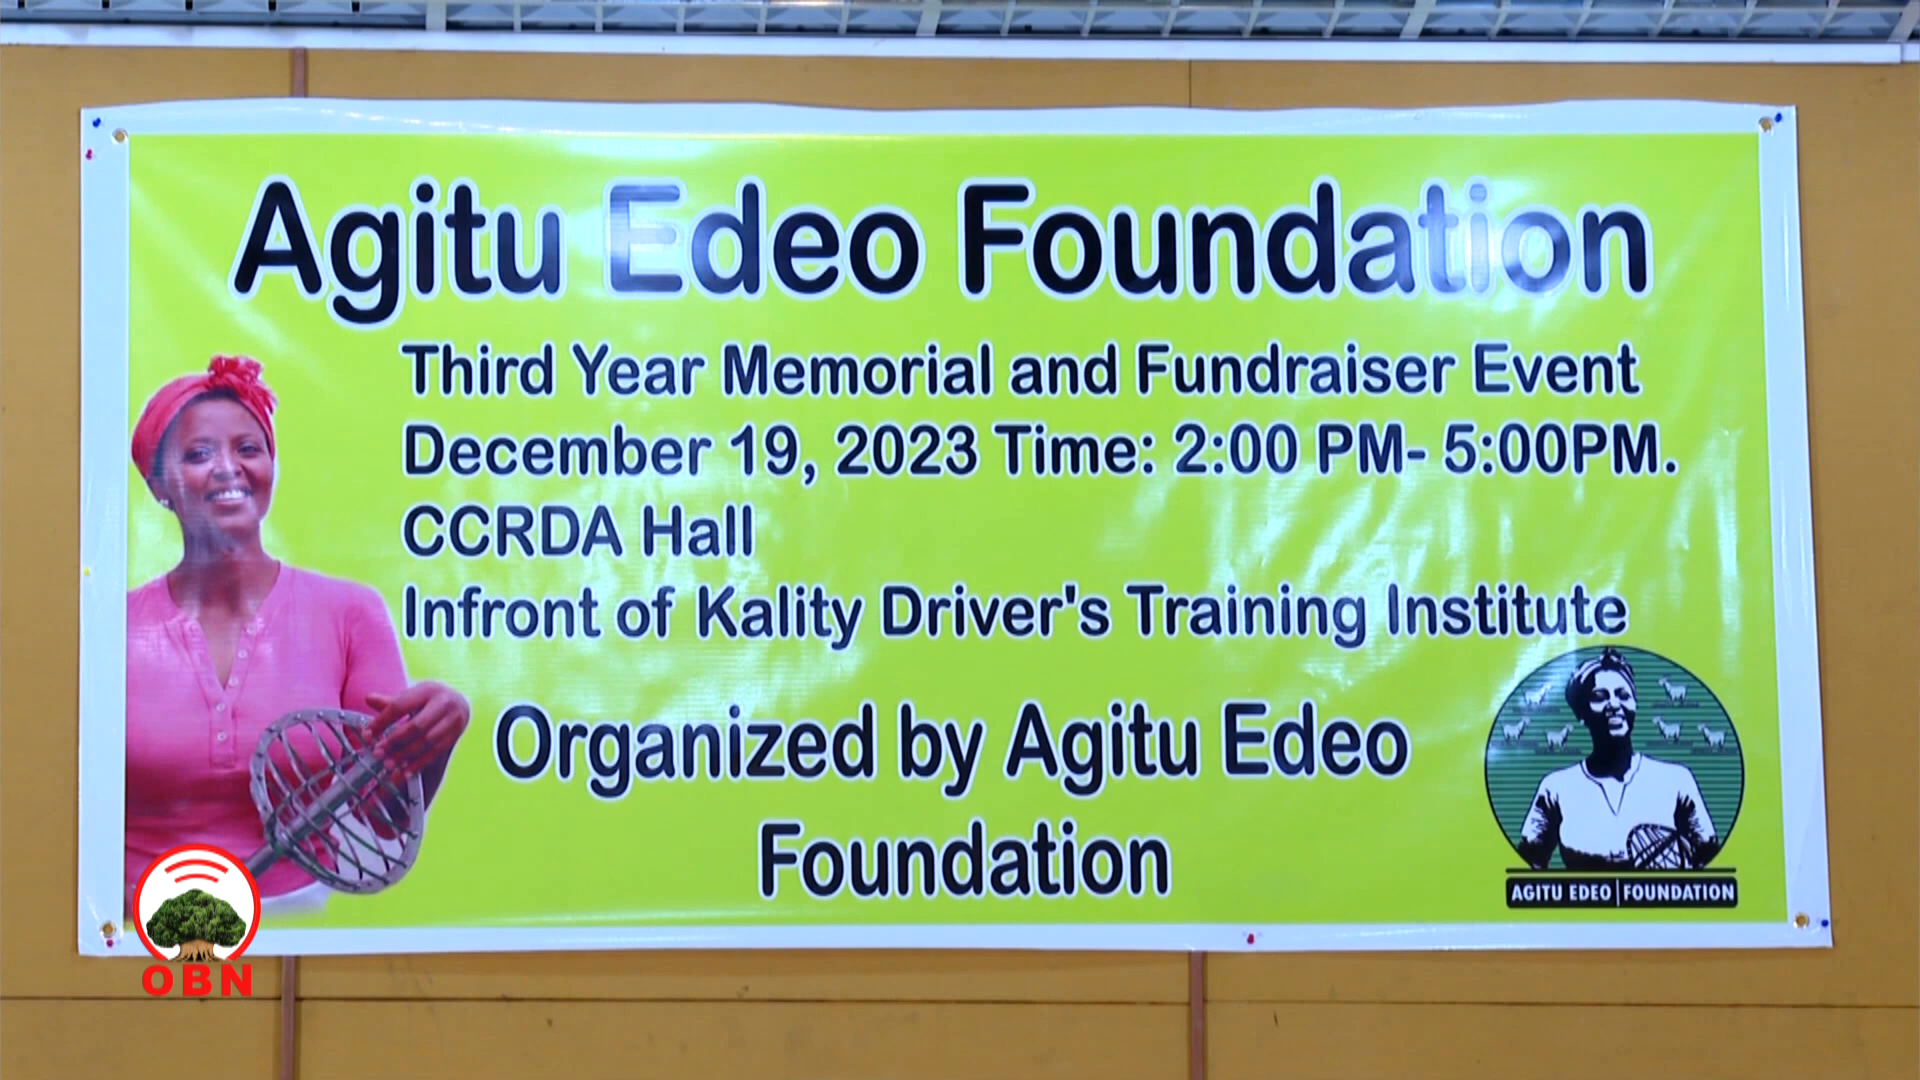 Agitu Edeo Foundation
Third Year Memorial and Fundraiser Event
December 19, 2023 Time: 2:00 PM- 5:00PM.
CCRDA Hall
Infront of Kality Driver's Training Institute
Organized by Agitu Edeo
Foundation
AGITU EDEO | FOUNDATION
OBN